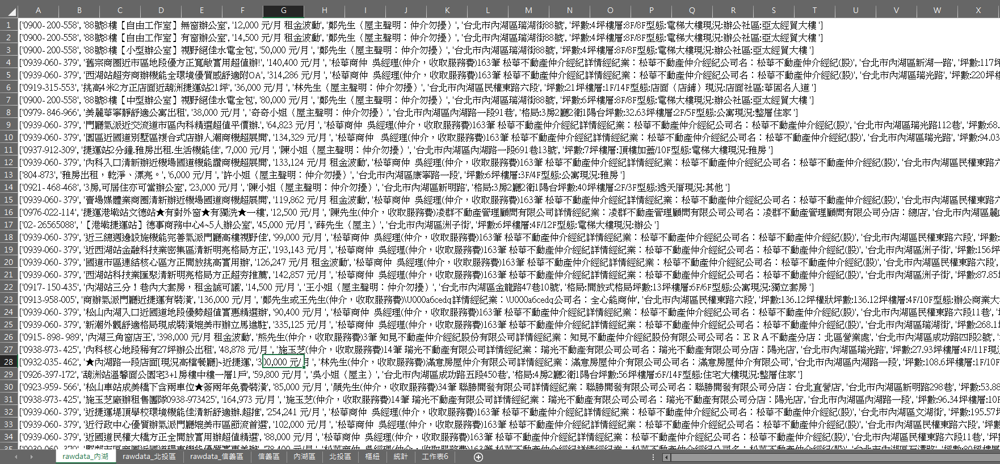 A B C D E F G H I J K L M N O P Q R S T U V W X
1 ['0900- 200-558', '88號8樓【自由工作室】無窗辦公室', '12,000 元/月 租金波動', '鄭先生（屋主聲明：仲介勿擾）', '台北市內湖區瑞湖街88號', '坪數:4坪樓層:8F/8F型態:電梯大樓現況:辦公社區:亞太經貿大樓 ']
2 ['0900- 200-558', '88號8樓【自由工作室】有窗辦公室', '14,500 元/月 租金波動', '鄭先生（屋主聲明：仲介勿擾）', '台北市內湖區瑞湖街88號', '坪數:4坪樓層:8F/8F型態:電梯大樓現況:辦公社區:亞太經貿大樓 ']
3 ['0900- 200-558', '88號8樓【小型辦公室】視野絕佳水電全包', '50,000 元/月 ', '鄭先生（屋主聲明：仲介勿擾）', '台北市內湖區瑞湖街88號', '坪數:4坪樓層:8F/8F型態:電梯大樓現況:辦公社區:亞太經貿大樓 ']
4 ['0939-060- 379', '舊宗商圈近市區地段優方正寬敞實用超值辦!', '140,400 元/月 ', '松華商仲  吳經理(仲介，收取服務費)163筆 松華不動產仲介經紀詳情經紀業：松華不動產仲介經紀公司名：松華不動產仲介經紀(股)', '台北市內湖區新湖一路', '坪數:117坪
5 ['0939-060- 379', '西湖站超夯商辦機能全環境優質感舒適附OA', '314,286 元/月 ', '松華商仲  吳經理(仲介，收取服務費)163筆 松華不動產仲介經紀詳情經紀業：松華不動產仲介經紀公司名：松華不動產仲介經紀(股)', '台北市內湖區瑞光路', '坪數:220坪樓
6 ['0919-315-553', '挑高4米2方正店面近葫洲捷運站21坪', '36,000 元/月 ', '林先生（屋主聲明：仲介勿擾）', '台北市內湖區民權東路六段', '坪數:21坪樓層:1F/14F型態:店面（店鋪）現況:店面社區:華固名人道 ']
7 ['0900- 200-558', '88號8樓【中型辦公室】視野絕佳水電全包', '80,000 元/月 ', '鄭先生（屋主聲明：仲介勿擾）', '台北市內湖區瑞湖街88號', '坪數:6坪樓層:8F/8F型態:電梯大樓現況:辦公社區:亞太經貿大樓 ']
8 ['0979- 846-966', '美麗華寧靜舒適公寓出租', '38,000 元/月 ', '奇奇小姐（屋主聲明：仲介勿擾）', '台北市內湖區內湖路一段91巷', '格局:3房2廳2衛1陽台坪數:32.63坪樓層:2F/5F型態:公寓現況:整層住家 ']
9 ['0939-060- 379', '門廳氣派近交流道市區內科精選超值平價辦.', '64,823 元/月 ', '松華商仲  吳經理(仲介，收取服務費)163筆 松華不動產仲介經紀詳情經紀業：松華不動產仲介經紀公司名：松華不動產仲介經紀(股)', '台北市內湖區瑞光路112巷', '坪數:68.
10 ['0939-060- 379', '園區近國道別墅區複合式店辦人潮商機超展開', '134,329 元/月 ', '松華商仲  吳經理(仲介，收取服務費)163筆 松華不動產仲介經紀詳情經紀業：松華不動產仲介經紀公司名：松華不動產仲介經紀(股)', '台北市內湖區瑞光路', '坪數:94.03
11 ['0937-912-309', '捷運站2分鐘.雅房出租.生活機能佳', '7,000 元/月 ', '陳小姐（屋主聲明：仲介勿擾）', '台北市內湖區內湖路一段691巷13號', '坪數:7坪樓層:頂樓加蓋/10F型態:電梯大樓現況:雅房 ']
12 ['0939-060- 379', '內科入口清新辦近機場國道機能讚商機超展開', '133,124 元/月 租金波動', '松華商仲  吳經理(仲介，收取服務費)163筆 松華不動產仲介經紀詳情經紀業：松華不動產仲介經紀公司名：松華不動產仲介經紀(股)', '台北市內湖區民權東路六
13 ['804-873', '雅房出租，乾淨、漂亮。', '6,000 元/月 ', '許小姐（屋主聲明：仲介勿擾）', '台北市內湖區康寧路一段', '坪數:6坪樓層:3F/4F型態:公寓現況:雅房 ']
14 ['0921- 468-468', '3房,可居住亦可當辦公室', '23,000 元/月 ', '陳小姐（屋主聲明：仲介勿擾）', '台北市內湖區新明路', '格局:3房2廳2衛1陽台坪數:40坪樓層:2F/3F型態:透天厝現況:其他 ']
15 ['0939-060- 379', '賣場媒體業商圈清新辦近機場國道商機超展開', '119,862 元/月 租金波動', '松華商仲  吳經理(仲介，收取服務費)163筆 松華不動產仲介經紀詳情經紀業：松華不動產仲介經紀公司名：松華不動產仲介經紀(股)', '台北市內湖區民權東路六
16 ['0976-022-114', '捷運港墘站文德站★有對外窗★有獨洗★一樓', '12,500 元/月 ', '陳先生(仲介，收取服務費)凌群不動產管理顧問有限公司詳情經紀業：凌群不動產管理顧問有限公司公司名：凌群不動產管理顧問有限公司分店：總店', '台北市內湖區麗山
17 ['02- 26565088', '【港墘捷運站】德事商務中心4~5人辦公室', '45,000 元/月 ', '薛先生（屋主）', '台北市內湖區洲子街', '坪數:6坪樓層:4F/12F型態:電梯大樓現況:辦公 ']
18 ['0939-060- 379', '近三總週邊設施機能完善氣派門廳高樓視野佳', '99,000 元/月 ', '松華商仲  吳經理(仲介，收取服務費)163筆 松華不動產仲介經紀詳情經紀業：松華不動產仲介經紀公司名：松華不動產仲介經紀(股)', '台北市內湖區民權東路六段', '坪數:
19 ['0939-060- 379', '近西湖站金融科技業密集區清新明亮格局方正', '193,143 元/月 ', '松華商仲  吳經理(仲介，收取服務費)163筆 松華不動產仲介經紀詳情經紀業：松華不動產仲介經紀公司名：松華不動產仲介經紀(股)', '台北市內湖區洲子街', '坪數:156坪
20 ['0939-060- 379', '國道市區連結核心區方正開放挑高實用辦', '126,247 元/月 租金波動', '松華商仲  吳經理(仲介，收取服務費)163筆 松華不動產仲介經紀詳情經紀業：松華不動產仲介經紀公司名：松華不動產仲介經紀(股)', '台北市內湖區民權東路六段',
21 ['0939-060- 379', '西湖站科技業匯聚清新明亮格局方正超夯推薦', '142,857 元/月 ', '松華商仲  吳經理(仲介，收取服務費)163筆 松華不動產仲介經紀詳情經紀業：松華不動產仲介經紀公司名：松華不動產仲介經紀(股)', '台北市內湖區洲子街', '坪數:87.85
22 ['0917- 150-435', '內湖站三分！巷內大套房，租金誠可議', '14,500 元/月 ', '王小姐（屋主聲明：仲介勿擾）', '台北市內湖區金龍路47巷10號', '格局:開放式格局坪數:13坪樓層:6F/6F型態:公寓現況:獨立套房 ']
23 ['0913-958-005', '商辦氣派門廳近捷運有裝潢', '136,000 元/月 ', '鄭先生或王先生(仲介，收取服務費)\U000a6cedq詳情經紀業：\U000a6cedq公司名：全心能商仲', '台北市內湖區民權東路六段', '坪數:136.12坪權狀坪數:136.12坪樓層:4F/10F型態:辦公商業大
24 ['0939-060- 379', '松山內湖入口近國道地段優勢超值實惠精選辦', '90,400 元/月 ', '松華商仲  吳經理(仲介，收取服務費)163筆 松華不動產仲介經紀詳情經紀業：松華不動產仲介經紀公司名：松華不動產仲介經紀(股)', '台北市內湖區民權東路六段11巷', '坪
25 ['0939-060- 379', '新潮外觀舒適格局現成裝潢媲美市辦立馬進駐', '335,125 元/月 ', '松華商仲  吳經理(仲介，收取服務費)163筆 松華不動產仲介經紀詳情經紀業：松華不動產仲介經紀公司名：松華不動產仲介經紀(股)', '台北市內湖區瑞湖街', '坪數:268.1
26 ['0915- 898- 989', '內湖三角窗店王', '398,000 元/月 租金波動', '熊先生(仲介，收取服務費)3筆 知見不動產仲介經紀股份有限公司詳情經紀業：知見不動產仲介經紀股份有限公司公司名：ＥＲＡ不動產分店：北區營業處', '台北市內湖區成功路四段2號', '
27 ['0938-973- 425', '內科核心地段稀有27坪辦公出租', '48,878 元/月 ', '施玉芝(仲介，收取服務費)14筆 瑞光不動產有限公司詳情經紀業：瑞光不動產有限公司公司名：瑞光不動產有限公司分店：陽光店', '台北市內湖區瑞光路', '坪數:27.93坪樓層:4F/11F現
28 ['0932-035- 462', '★內湖路一段店面[現況高檔餐廳]~近捷運', '300,000 元/月 ', '林先生(仲介，收取服務費)滿意房屋仲介有限公司詳情經紀業：滿意房屋仲介有限公司公司名：滿意房屋仲介有限公司', '台北市內湖區內湖路一段', '坪數:108.6坪樓層:1F/10F
29 ['0926-397-172', '葫洲站溫馨面公園宅3+1房樓中樓一層1戶', '59,800 元/月 ', '吳小姐（屋主）', '台北市內湖區成功路五段450巷', '格局:4房2廳2衛1陽台坪數:56坪樓層:6F/14F型態:住宅大樓現況:整層住家 ']
30 ['0923-959- 566', '松山車站成美橋下含兩車位★簽兩年免費裝潢', '85,000 元/月 ', '顏先生(仲介，收取服務費)34筆 聯勝開發有限公司詳情經紀業：聯勝開發有限公司公司名：聯勝開發有限公司分店：台北直營店', '台北市內湖區新明路298巷', '坪數:53.88
31 ['0938-973- 425', '施玉芝廠辦租售團隊0938-973425', '164,973 元/月 ', '施玉芝(仲介，收取服務費)14筆 瑞光不動產有限公司詳情經紀業：瑞光不動產有限公司公司名：瑞光不動產有限公司分店：陽光店', '台北市內湖區內湖路一段', '坪數:96.34坪樓層:10F
32 ['0939-060- 379', '近捷運堤頂學校環境機能佳清新舒適辦.超推', '254,241 元/月 ', '松華商仲  吳經理(仲介，收取服務費)163筆 松華不動產仲介經紀詳情經紀業：松華不動產仲介經紀公司名：松華不動產仲介經紀(股)', '台北市內湖區文湖街', '坪數:195.57坪
33 ['0939-060- 379', '近行政中心優質辦氣派門廳媲美市區節流首選', '102,000 元/月 ', '松華商仲  吳經理(仲介，收取服務費)163筆 松華不動產仲介經紀詳情經紀業：松華不動產仲介經紀公司名：松華不動產仲介經紀(股)', '台北市內湖區民權東路六段', '坪數
34 ['0939-060- 379', '近國道民權大橋方正全開放實用辦超值精選', '88,000 元/月 ', '松華商仲  吳經理(仲介，收取服務費)163筆 松華不動產仲介經紀詳情經紀業：松華不動產仲介經紀公司名：松華不動產仲介經紀(股)', '台北市內湖區民權東路六段11巷', '坪
rawdata_內湖 rawdata_北投區 rawdata_信義區 信義區 內湖區 北投區 樞紐 統計 工作表6